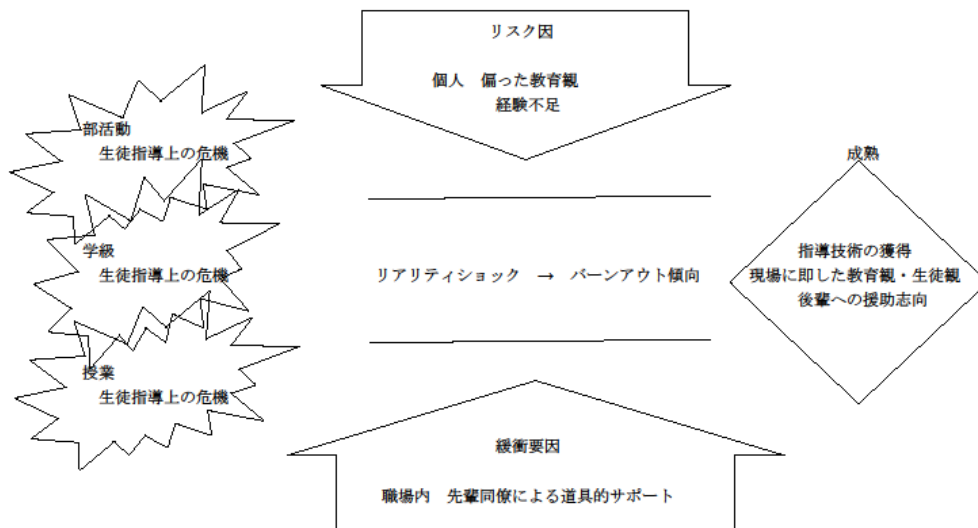 リスク因
個人　偏った教育観
経験不足
部活動
生徒指導上の危機
学級
生徒指導上の危機
授業
生徒指導上の危機
リアリティショック　→　バーンアウト傾向
成熟
指導技術の獲得
現場に即した教育観・生徒観
後輩への援助志向
緩衝要因
職場内　先輩同僚による道具的サポート